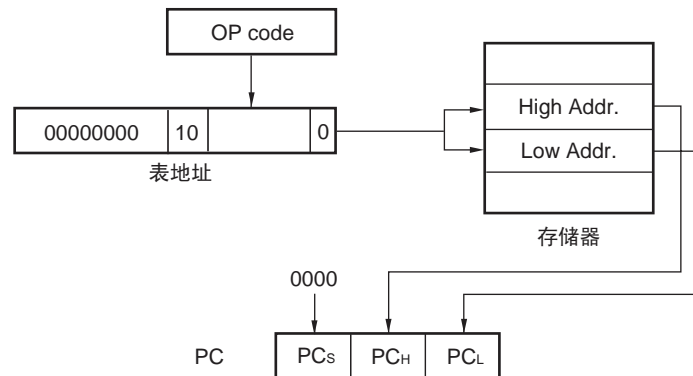 OP code
00000000 10 0
表地址
High Addr.
Low Addr.
存储器
0000
PC PCS PCH PCL